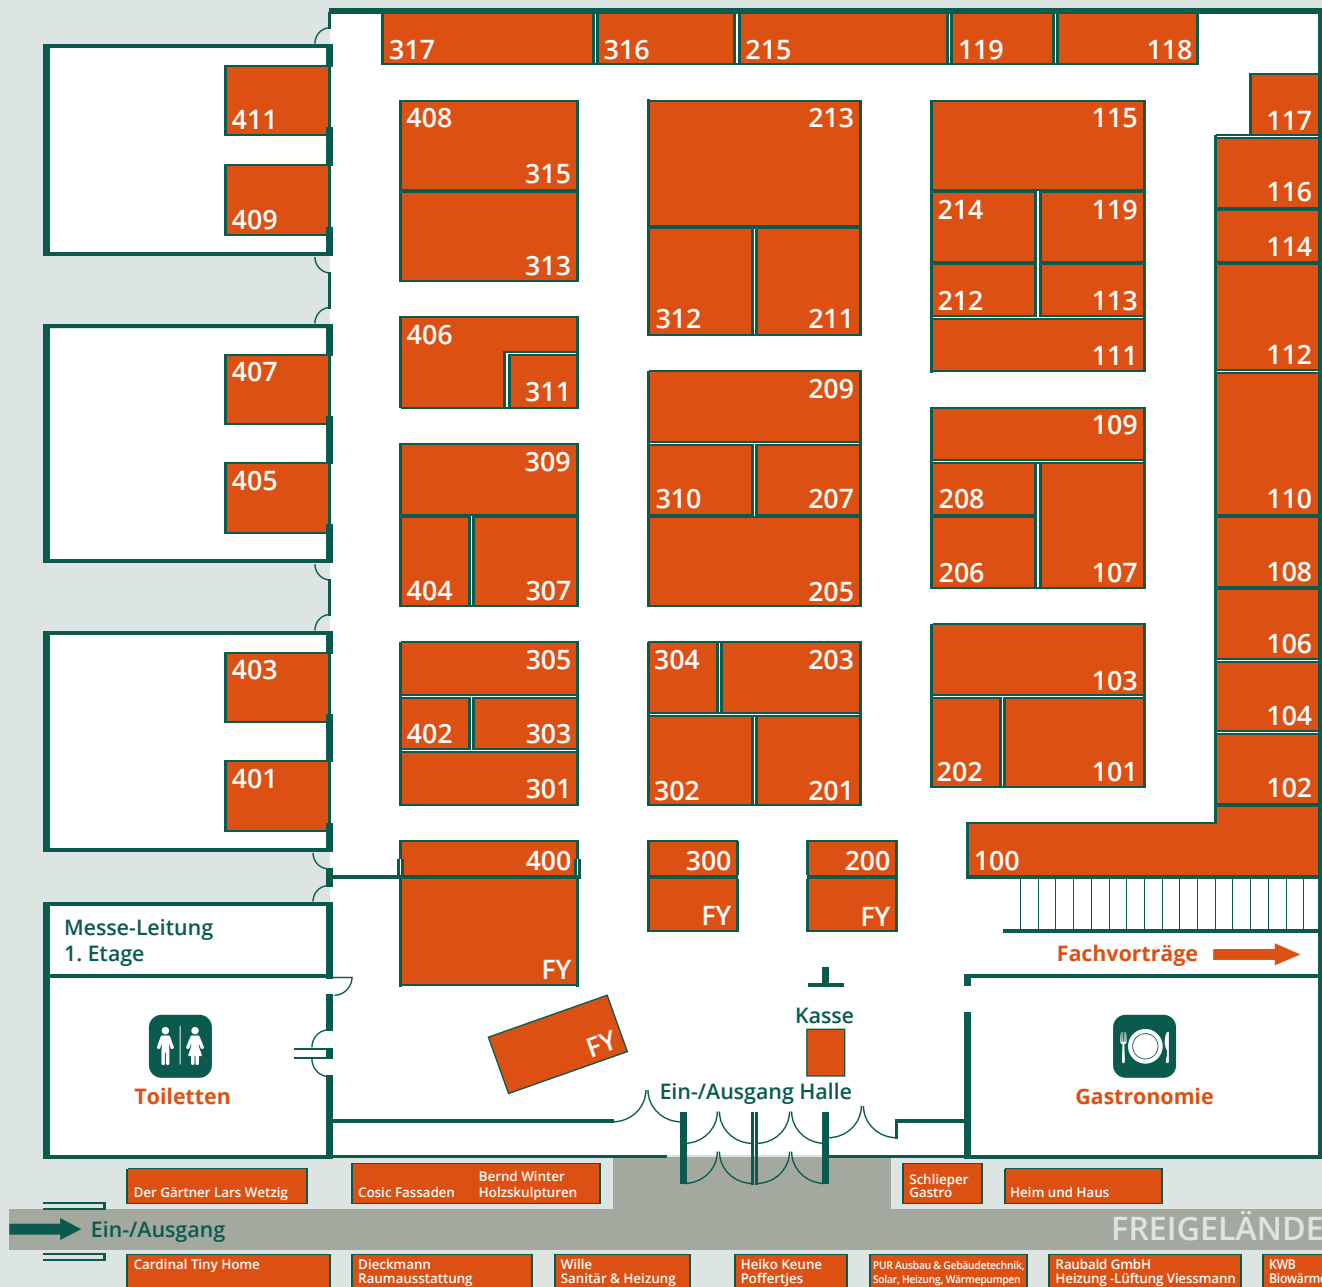 317 316 215 119 118
411 408 213 115 117
315 116
409 214 119 114
313 312 211 212 113
406 111 112
407 311 209 109
405 309 310 207 208 110
404 307 205 206 107 108
403 305 304 203 103 106
402 303 104
401 301 302 201 202 101 102
400 300 200 100
FY FY FY
Messe-Leitung
1. Etage
Fachvorträge
Kasse
FY
Toiletten
Ein-/Ausgang Halle
Gastronomie
Der Gärtner Lars Wetzig
Cosic Fassaden
Bernd Winter
Holzskulpturen
Schlieper
Gastro
Heim und Haus
Ein-/Ausgang
FREIGELÄNDE
Cardinal Tiny Home
Dieckmann
Raumausstattung
Wille
Sanitär & Heizung
Heiko Keune
Poffertjes
PUR Ausbau & Gebäudetechnik,
Solar, Heizung, Wärmepumpen
Raubald GmbH
Heizung -Lüftung Viessmann
KWB